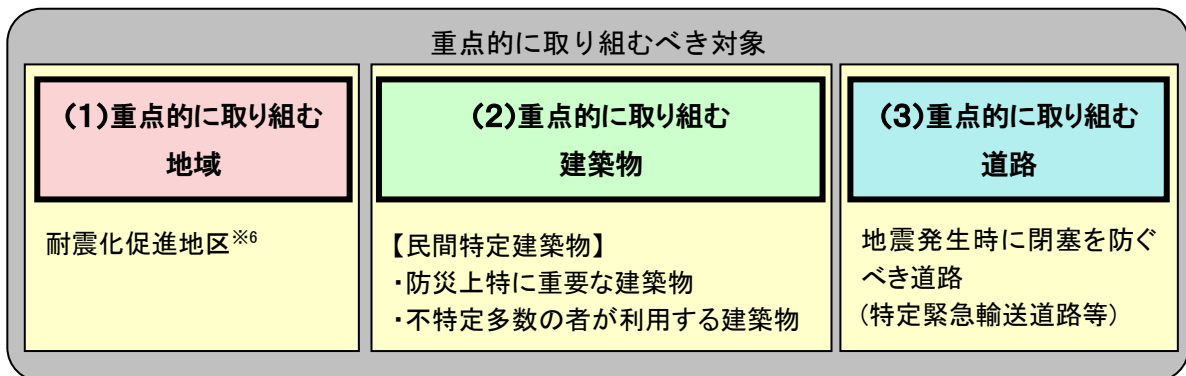 重点的に取り組むべき対象
(1)重点的に取り組む
地域
耐震化促進地区※6
(2)重点的に取り組む
建築物
【民間特定建築物】
・防災上特に重要な建築物
・不特定多数の者が利用する建築物
(3)重点的に取り組む
道路
地震発生時に閉塞を防ぐ
べき道路
(特定緊急輸送道路等)